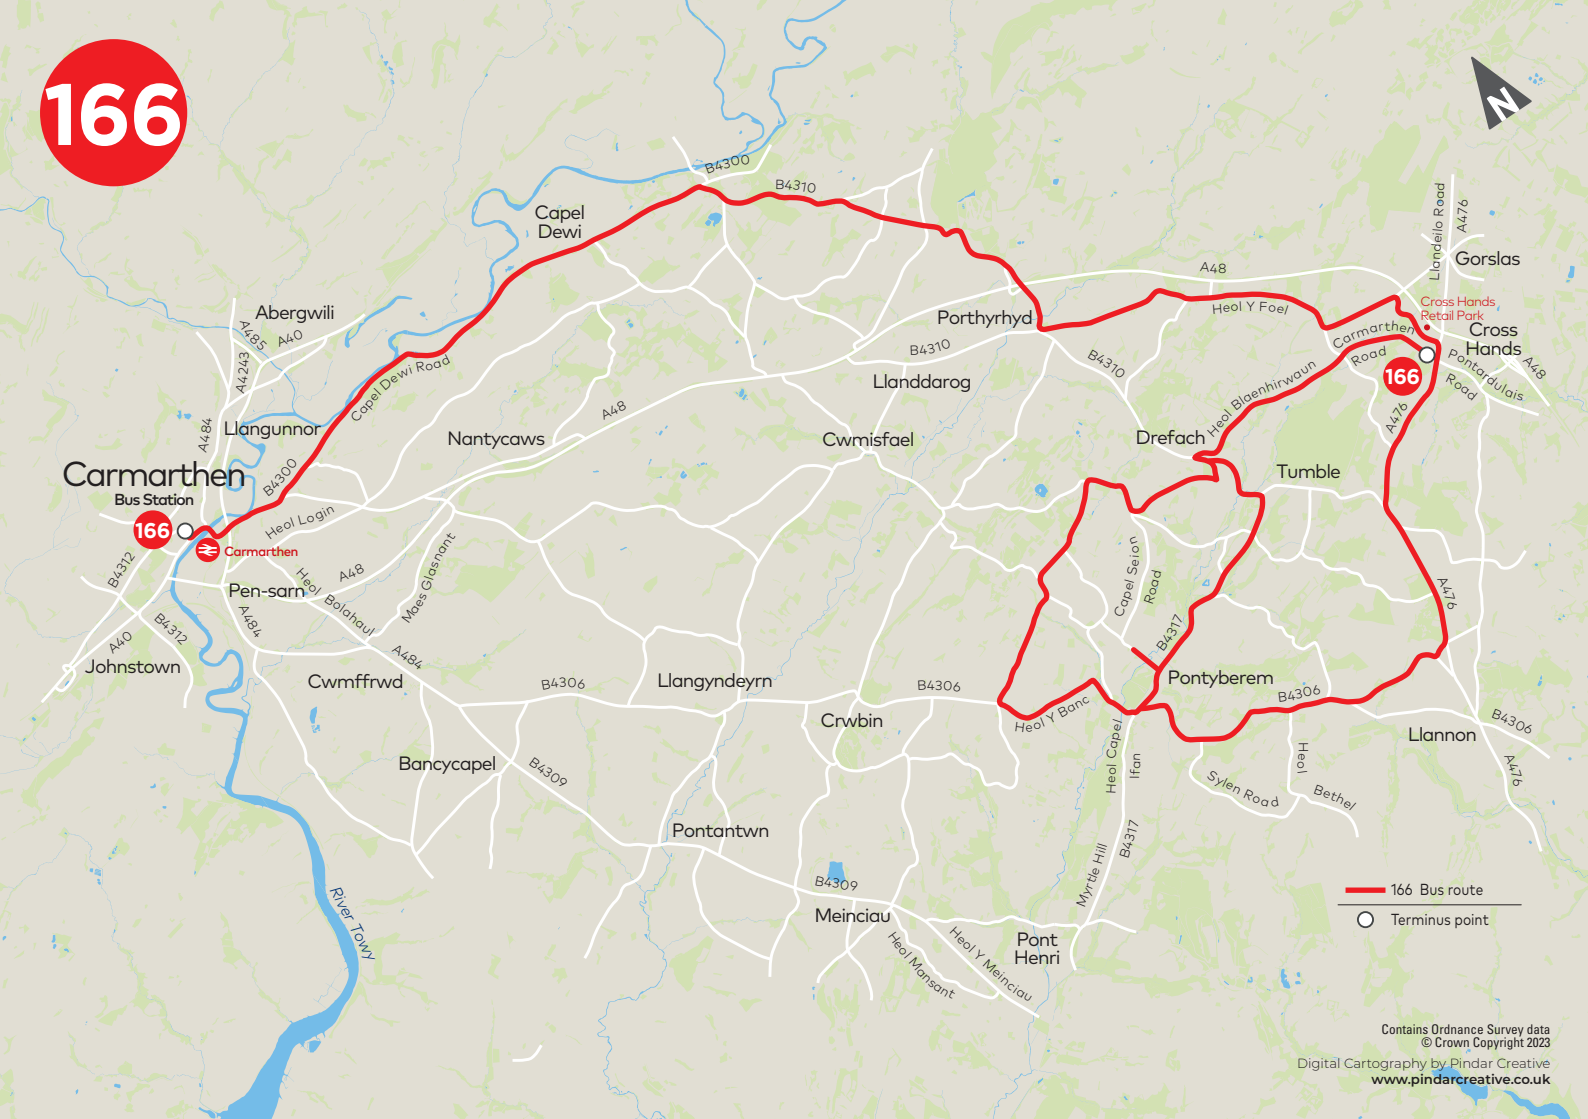 166
N
B4300
B4310
Capel
Dewi
Llandeilo Road
A476
Gorslas
A48
Cross Hands
Retail Park
Abergwili
A485
A40
A4243
Heol Y Foel
Porthyrhyd
Carmarthen
Road
Cross
Hands
B4310
B4310
166
Pontardulais
Road
A48
Capel Dewi Road
Llanddarog
Heol Blaenhirwaun
A476
A48
A484
Llangunnor
Nantycaws
Cwmisfael
Drefach
Tumble
Carmarthen
Bus Station
B4300
166
Heol Login
Carmarthen
B4312
A48
Maes Glasnant
Capel Seion
Road
Pen-sarn
Heol Bolahaul
A476
A484
B4312
A40
A484
B4317
Johnstown
Cwmffrwd
B4306
Llangyndeyrn
B4306
Pontyberem
B4306
Crwbin
Heol Y Banc
Llannon
B4306
Bancycapel
B4309
Heol Capel
Ifan
Heol
Bethel
Sylen Road
A476
Pontantwn
B4317
Myrtle Hill
B4309
Meinciau
166 Bus route
Terminus point
River Towy
Heol Mansant
Heol Y Meinciau
Pont
Henri
Contains Ordnance Survey data
© Crown Copyright 2023
Digital Cartography by Pindar Creative
www.pindarcreative.co.uk